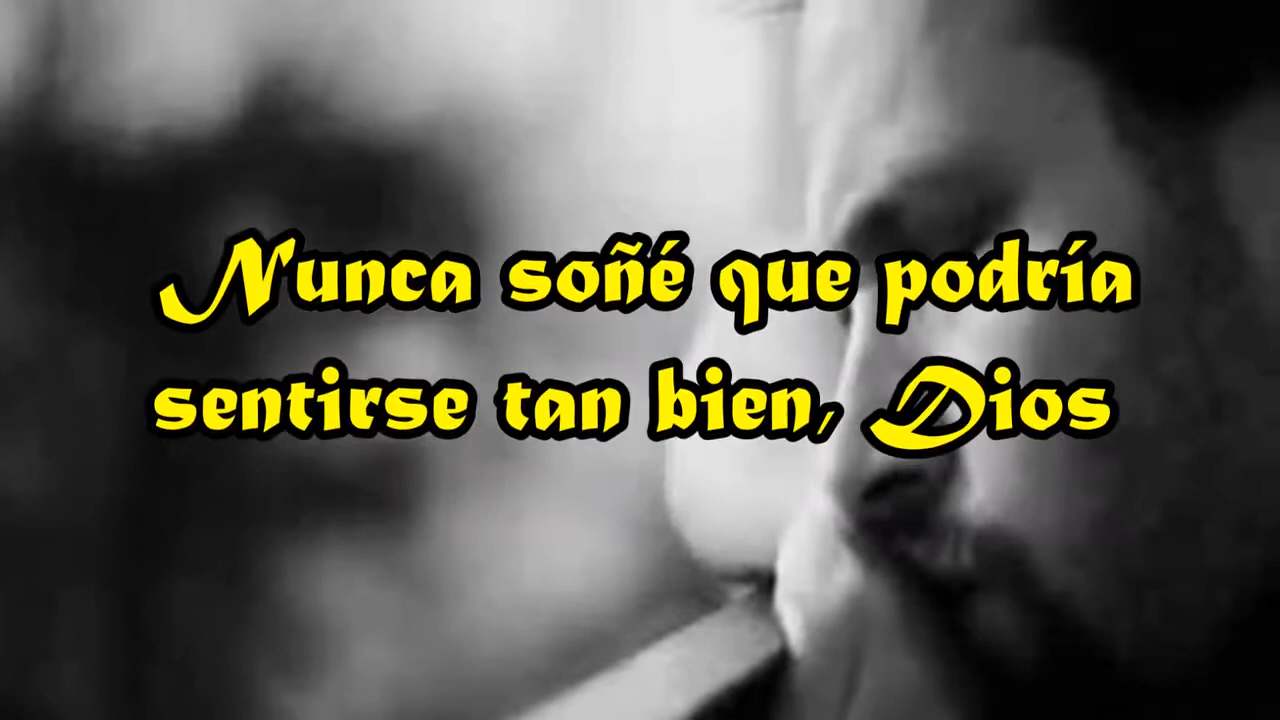 Nunca soñé que podría
sentirse tan bien, Dios